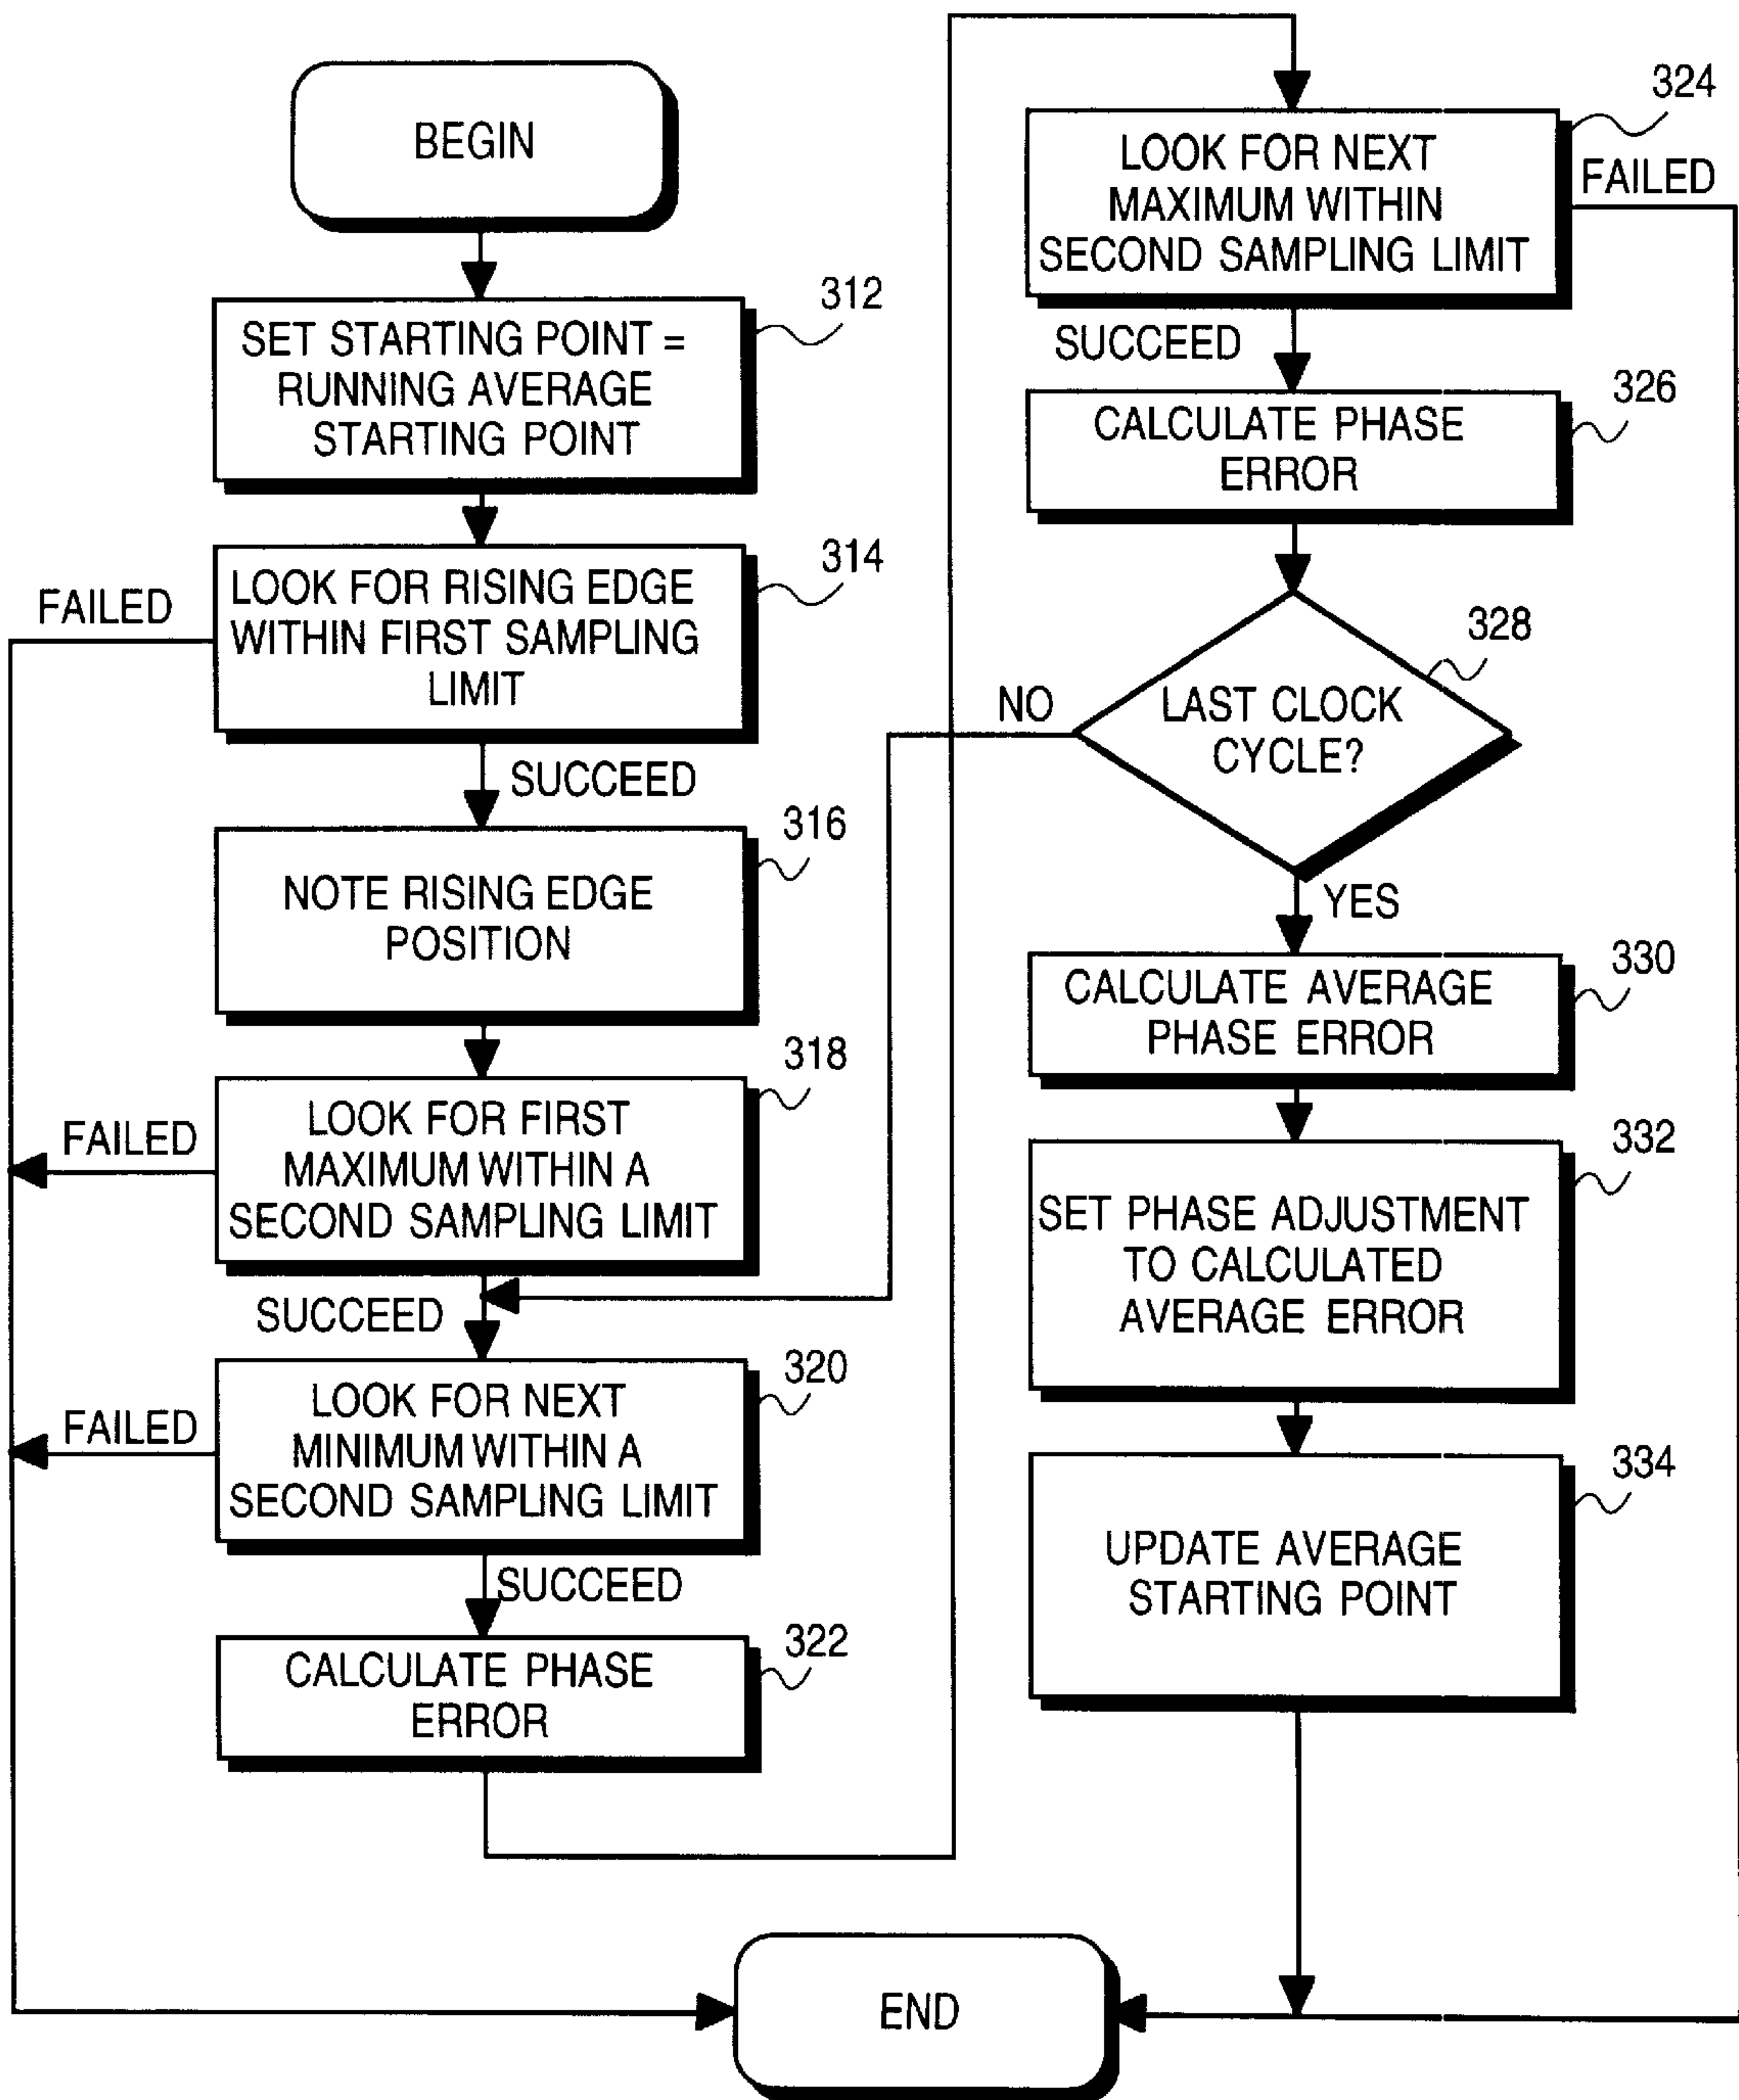 BEGIN
312
SET STARTING POINT =
RUNNING AVERAGE
STARTING POINT
314
FAILED
LOOK FOR RISING EDGE
WITHIN FIRST SAMPLING
LIMIT
SUCCEED
316
NOTE RISING EDGE
POSITION
318
FAILED
LOOK FOR FIRST
MAXIMUM WITHIN A
SECOND SAMPLING LIMIT
SUCCEED
320
FAILED
LOOK FOR NEXT
MINIMUM WITHIN A
SECOND SAMPLING LIMIT
SUCCEED
322
CALCULATE PHASE
ERROR
324
LOOK FOR NEXT
MAXIMUM WITHIN
SECOND SAMPLING LIMIT
FAILED
SUCCEED
326
CALCULATE PHASE
ERROR
328
NO
LAST CLOCK
CYCLE?
YES
330
CALCULATE AVERAGE
PHASE ERROR
332
SET PHASE ADJUSTMENT
TO CALCULATED
AVERAGE ERROR
334
UPDATE AVERAGE
STARTING POINT
END